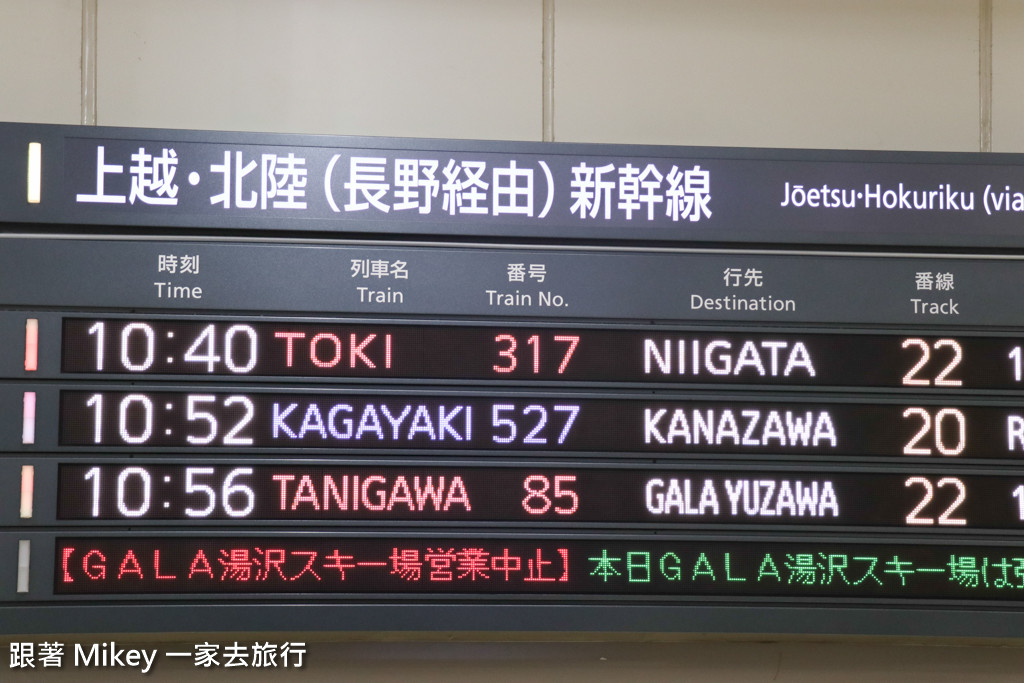 上越・北陸（長野経由）新幹線 Jōetsu・Hokuriku (via
時刻 列車名 番号 行先 番線
Time Train Train No. Destination Track
10:40 TOKI 317 NIIGATA 22 1
10:52 KAGAYAKI 527 KANAZAWA 20 R
10:56 TANIGAWA 85 GALA YUZAWA 22 1
【ＧＡＬＡ湯沢スキー場営業中止】 本日ＧＡＬＡ湯沢スキー場は
跟著 Mikey 一家去旅行